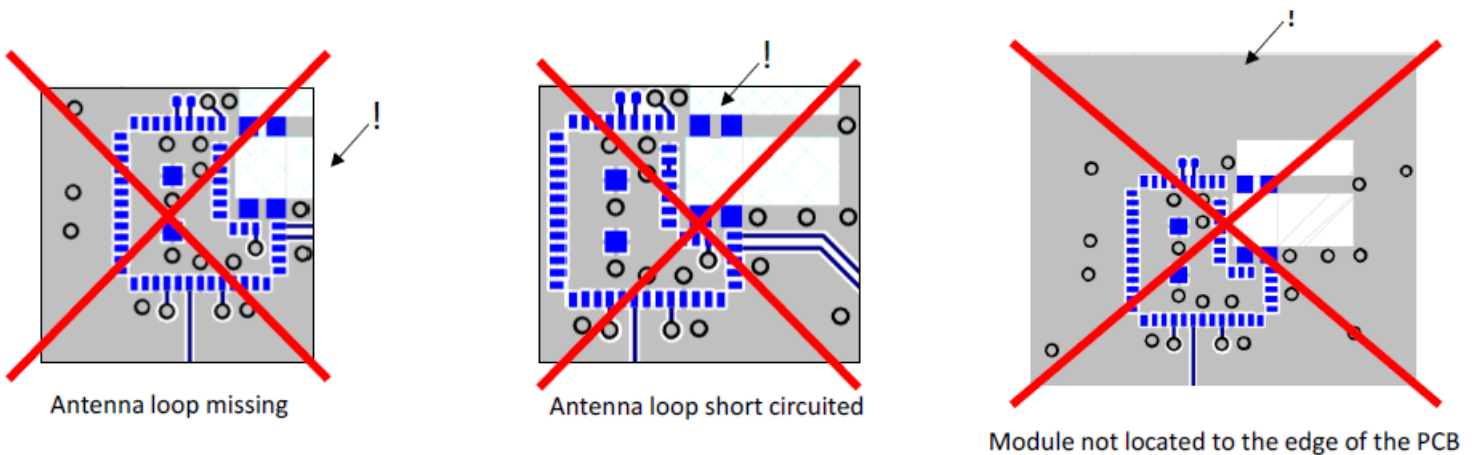 !
!
!
Antenna loop missing
Antenna loop short circuited
Module not located to the edge of the PCB